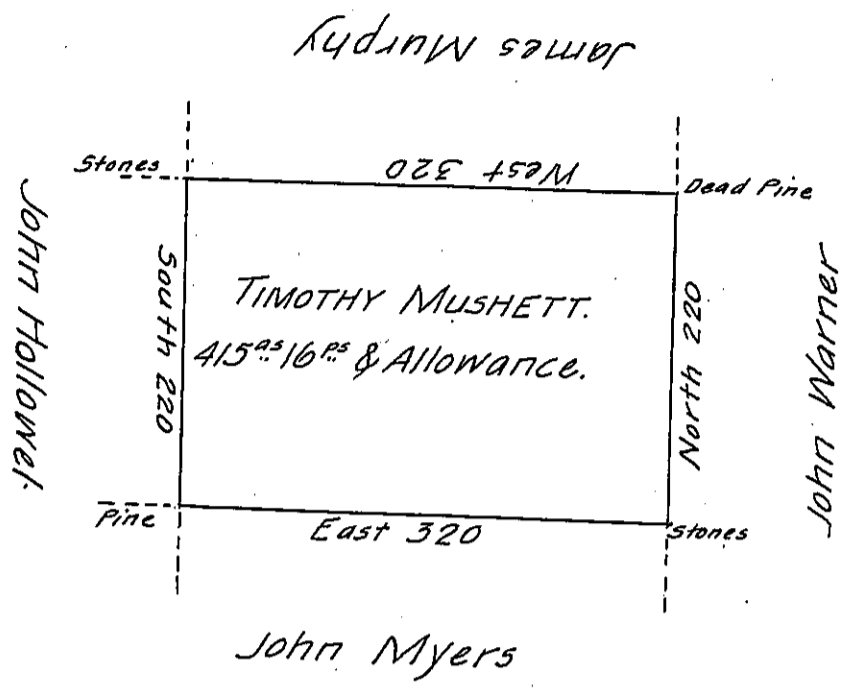 James Murphy
Stones
West 320
Dead Pine
John Hollowel.
South 220
TIMOTHY MUSHETT.
415as 16ps & Allowance.
North 220
John Warner
Pine
East 320
Stones
John Myers